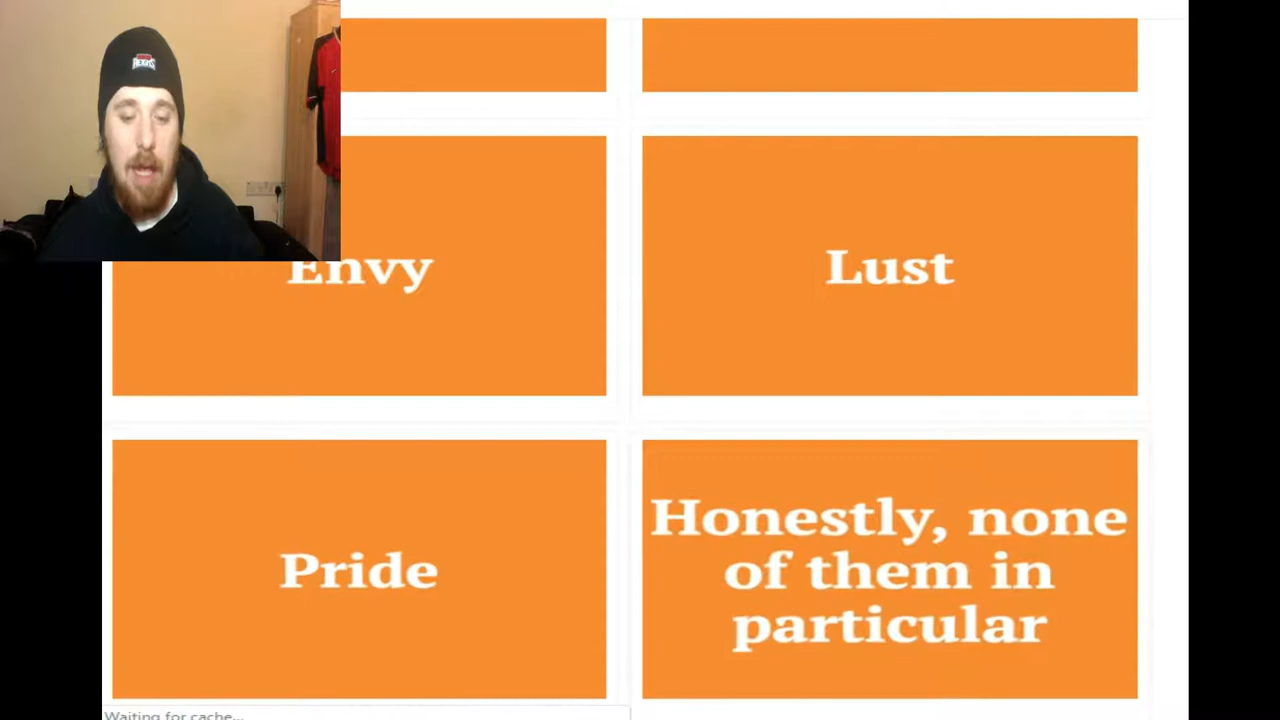 Envy
Lust
Pride
Honestly, none
of them in
particular
Waiting for cache...